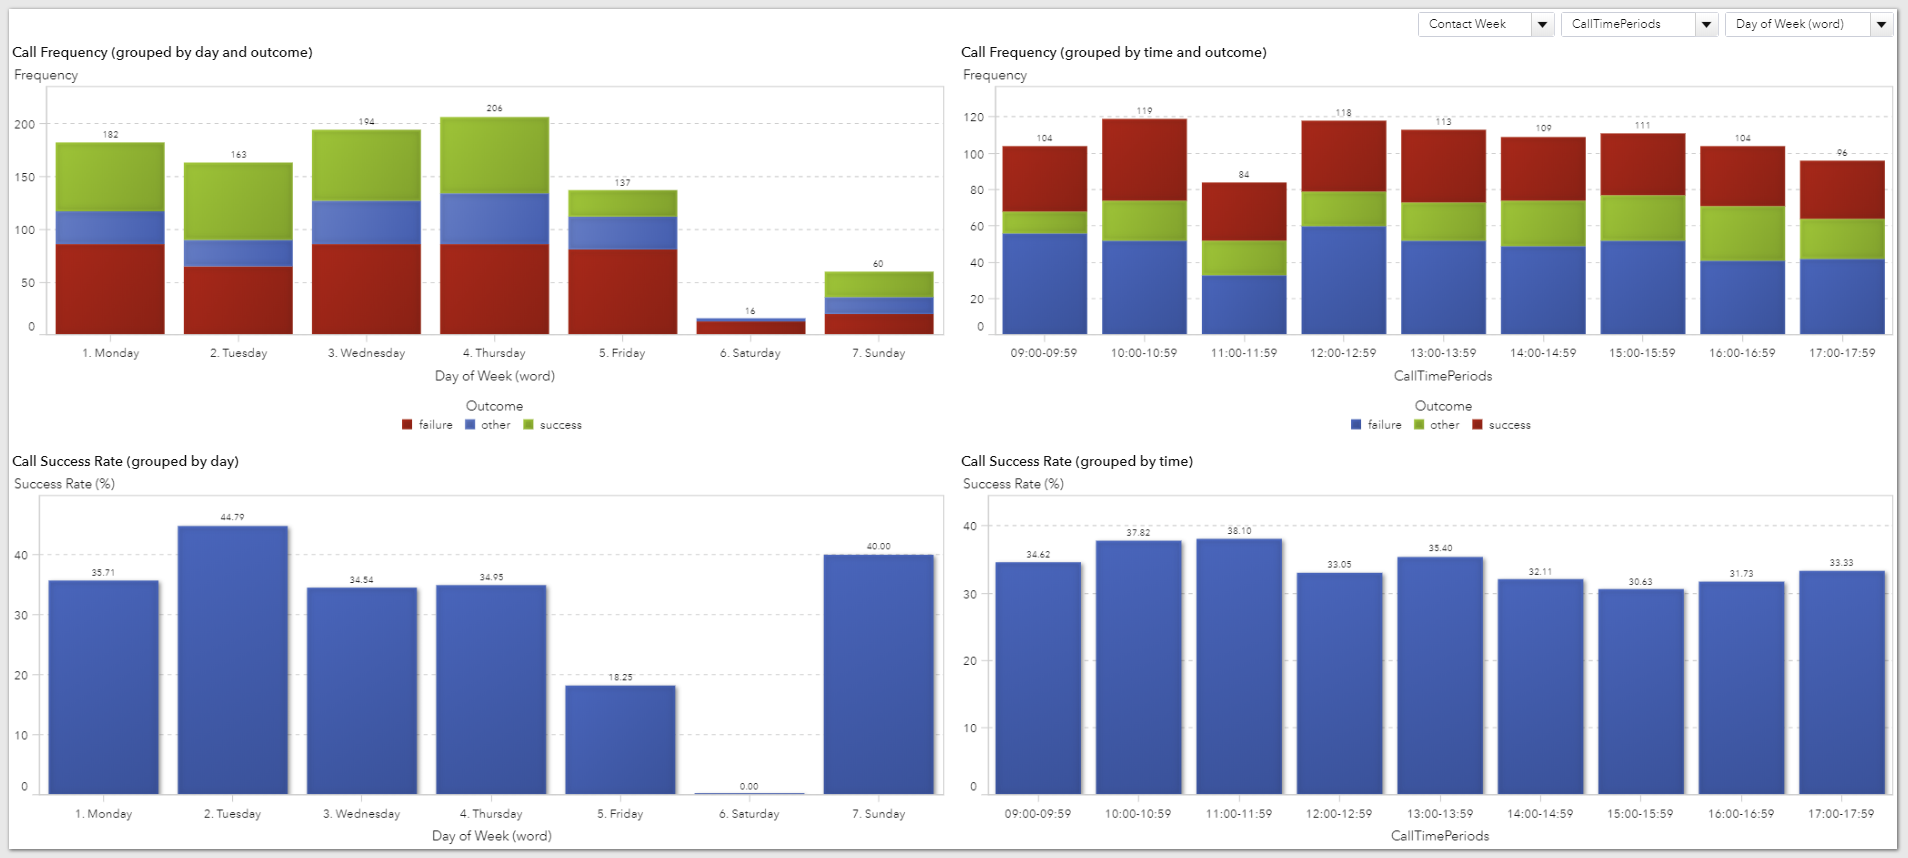 Contact Week
CallTimePeriods
Day of Week (word)
Call Frequency (grouped by day and outcome)
Frequency
200
150
100
50
0
182
163
194
206
137
16
60
1. Monday
2. Tuesday
3. Wednesday
4. Thursday
5. Friday
6. Saturday
7. Sunday
Day of Week (word)
Outcome
failure
other
success
Call Frequency (grouped by time and outcome)
Frequency
120
100
80
60
40
20
0
104
119
84
118
113
109
111
104
96
09:00-09:59
10:00-10:59
11:00-11:59
12:00-12:59
13:00-13:59
14:00-14:59
15:00-15:59
16:00-16:59
17:00-17:59
CallTimePeriods
Outcome
failure
other
success
Call Success Rate (grouped by day)
Success Rate (%)
40
30
20
10
0
35.71
44.79
34.54
34.95
18.25
0.00
40.00
1. Monday
2. Tuesday
3. Wednesday
4. Thursday
5. Friday
6. Saturday
7. Sunday
Day of Week (word)
Call Success Rate (grouped by time)
Success Rate (%)
40
30
20
10
0
34.62
37.82
38.10
33.05
35.40
32.11
30.63
31.73
33.33
09:00-09:59
10:00-10:59
11:00-11:59
12:00-12:59
13:00-13:59
14:00-14:59
15:00-15:59
16:00-16:59
17:00-17:59
CallTimePeriods